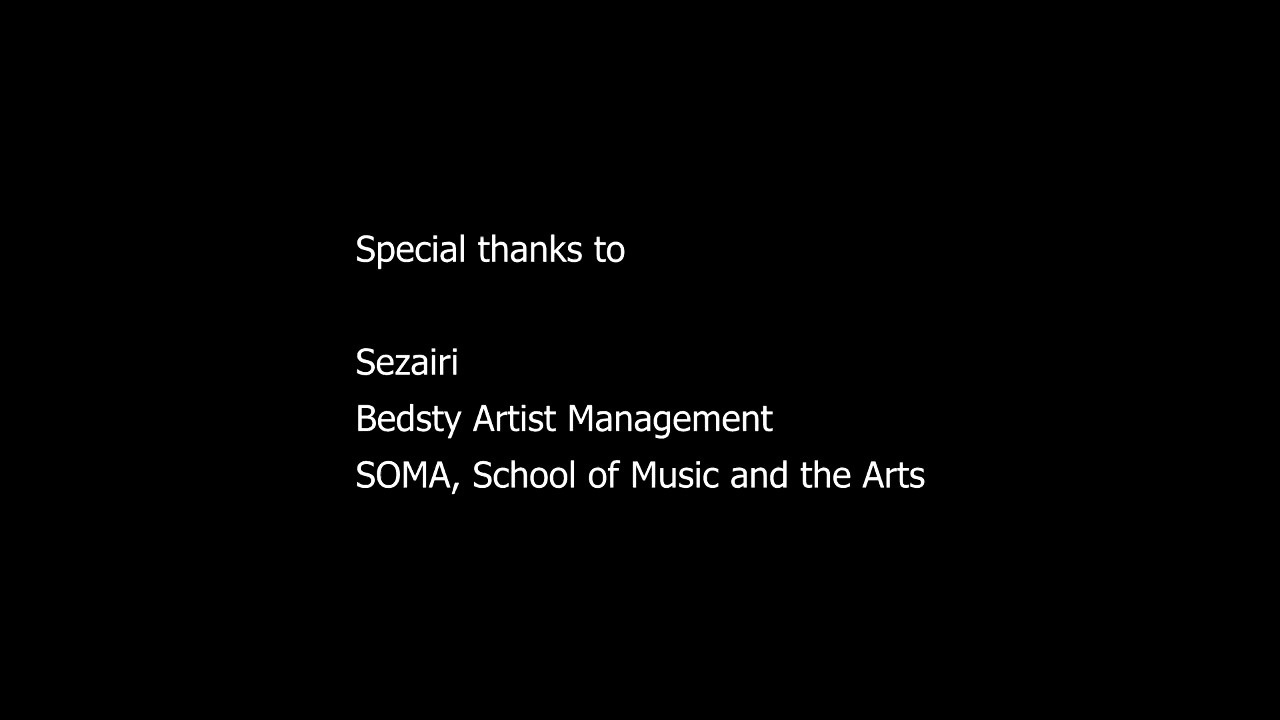 Special thanks to
Sezairi
Bedsty Artist Management
SOMA, School of Music and the Arts